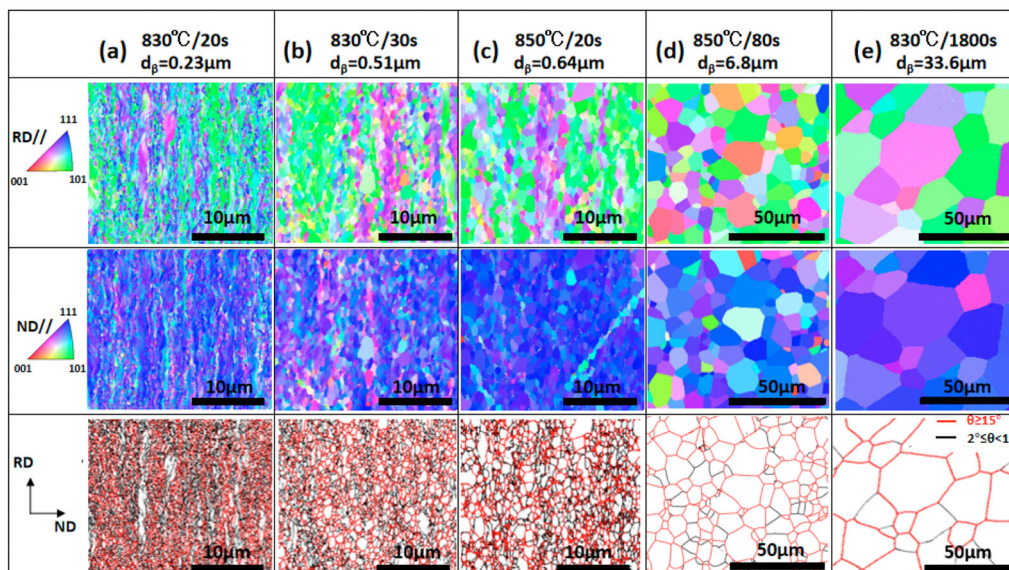 (a) 830℃/20s
dβ=0.23μm
(b) 830℃/30s
dβ=0.51μm
(c) 850℃/20s
dβ=0.64μm
(d) 850℃/80s
dβ=6.8μm
(e) 830℃/1800s
dβ=33.6μm
RD//
111
001
101
10μm
10μm
10μm
50μm
50μm
ND//
111
001
101
10μm
10μm
10μm
50μm
50μm
RD
ND
10μm
10μm
10μm
50μm
θ≥15°
2°≤θ<1
50μm